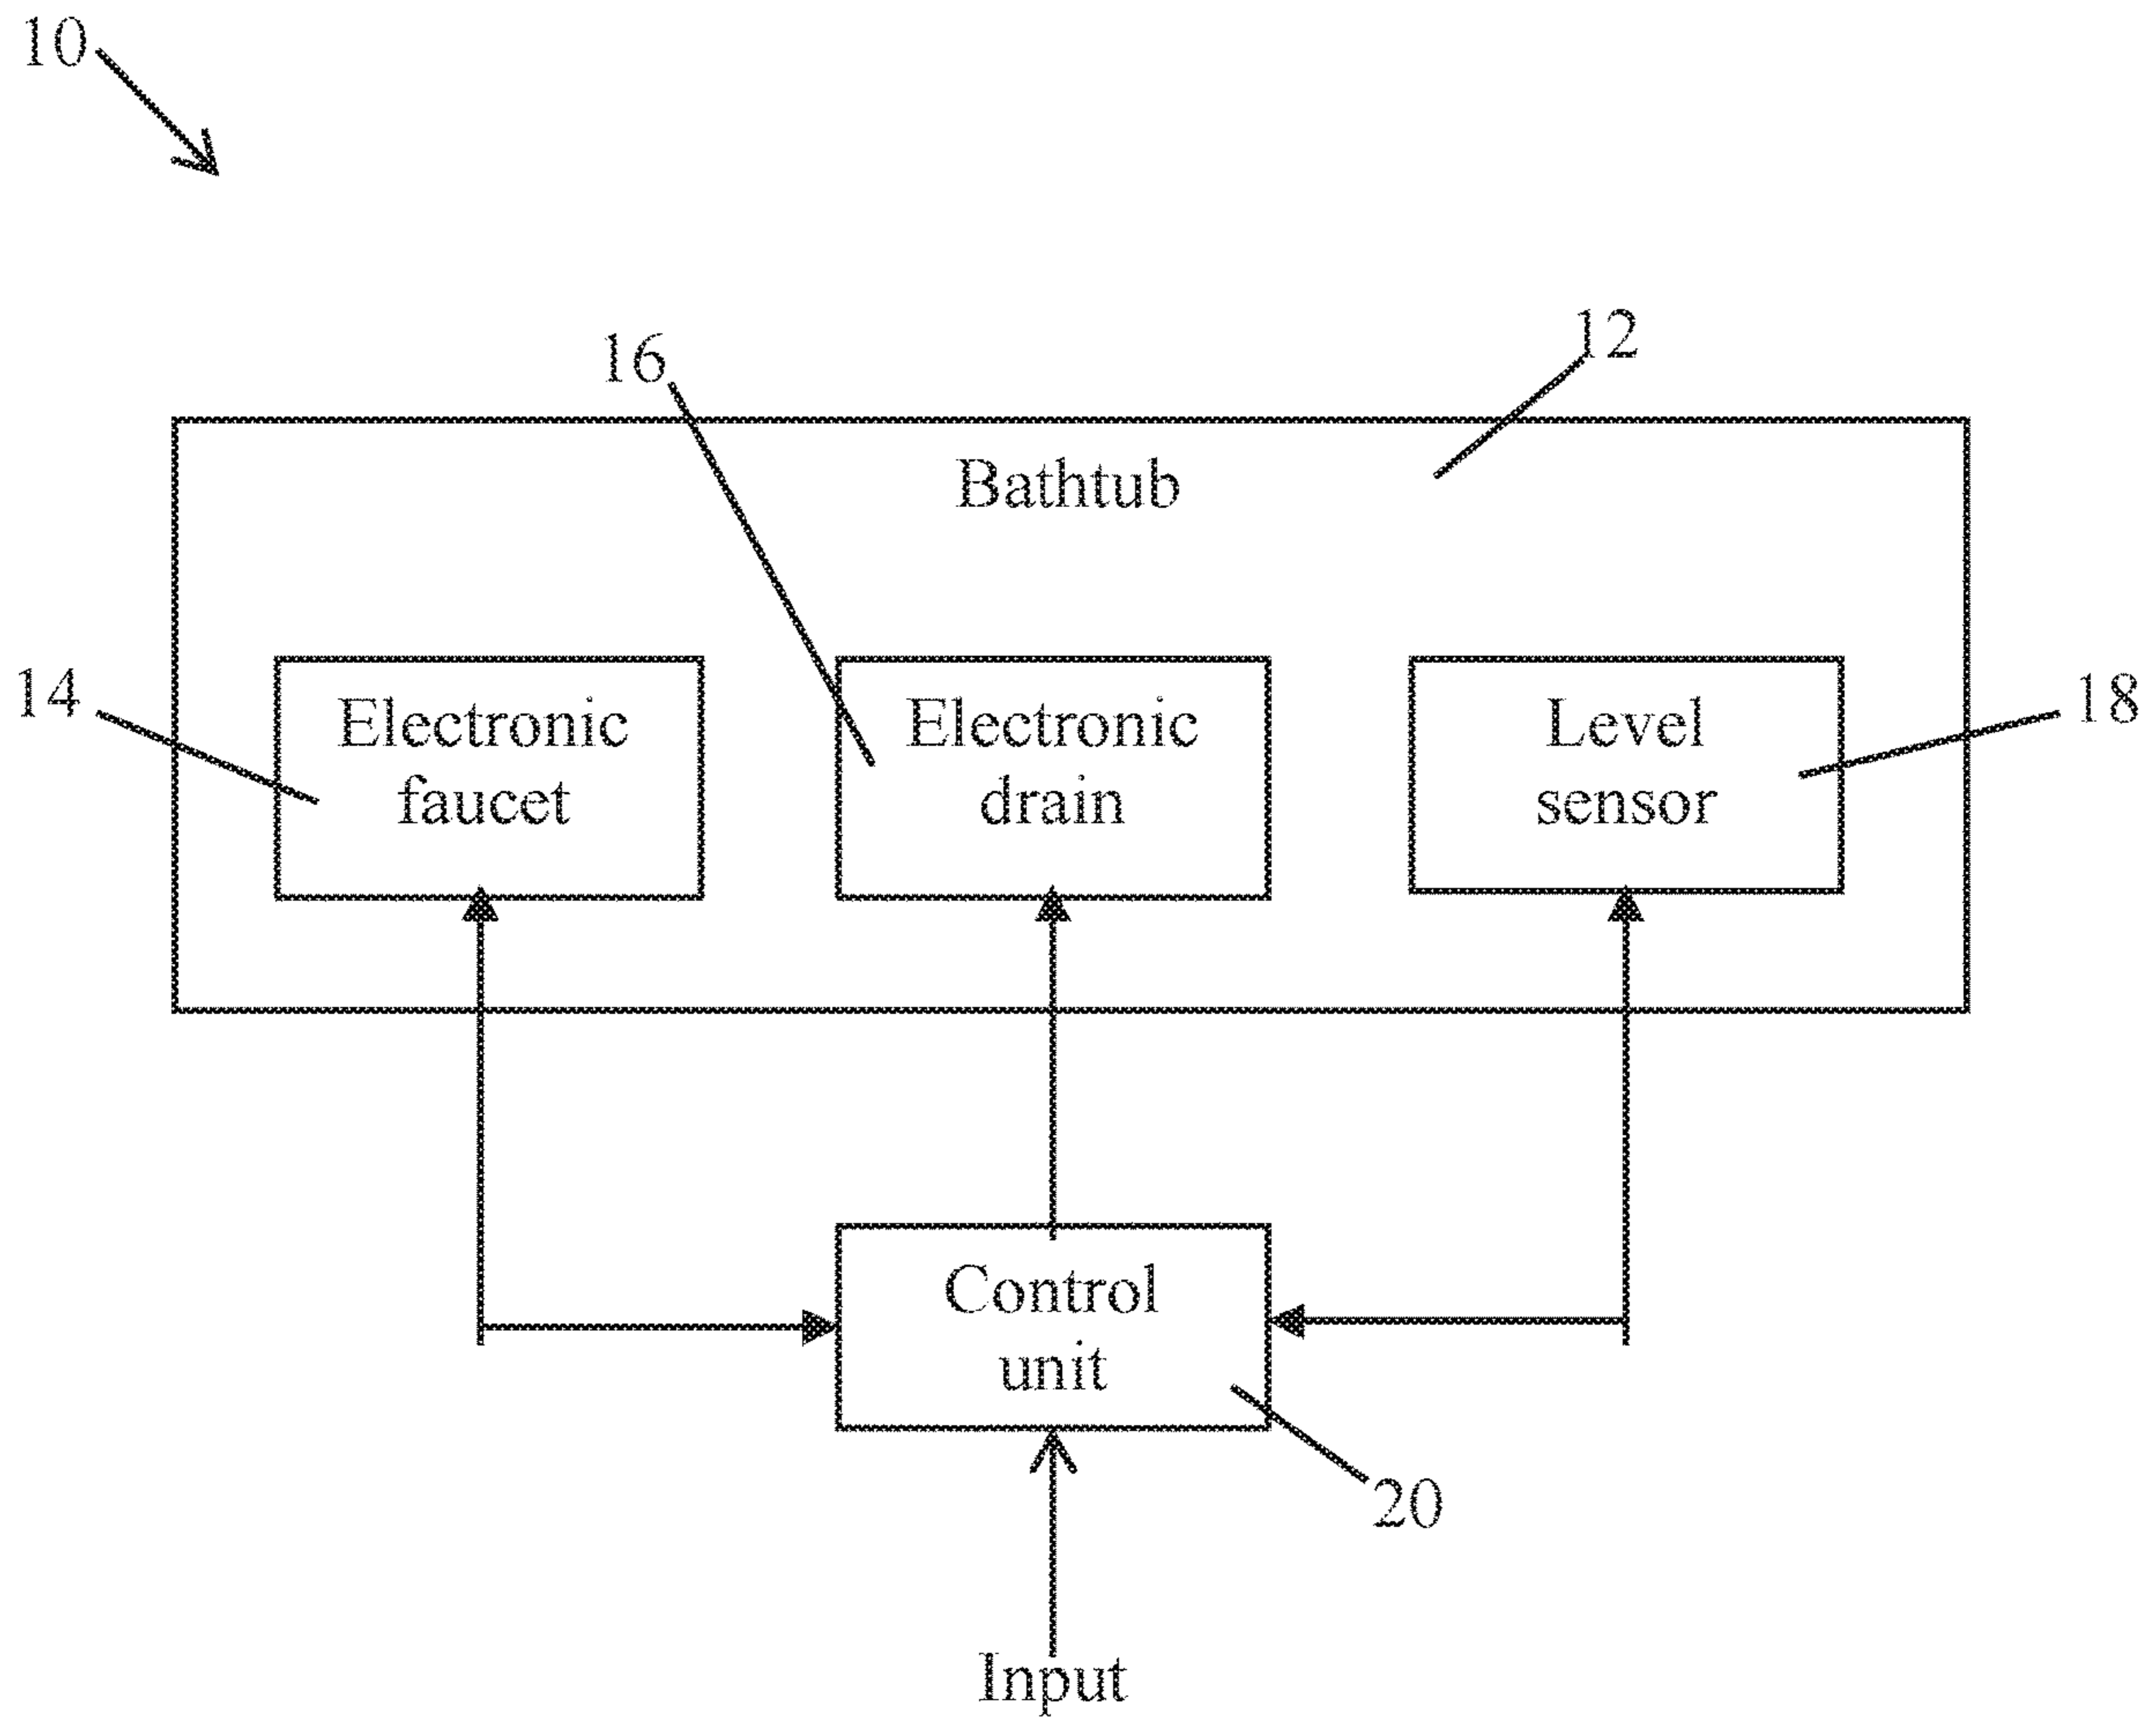 10
12
16
Bathtub
14
Electronic
faucet
Electronic
drain
Level
sensor
18
Control
unit
20
Input